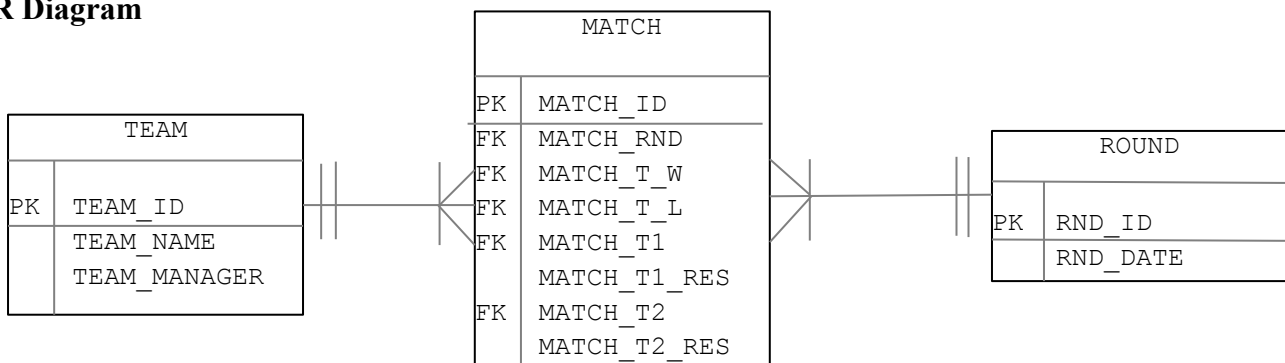 R Diagram
MATCH
PK MATCH_ID
FK MATCH_RND
FK MATCH_T_W
FK MATCH_T_L
FK MATCH_T1
MATCH_T1_RES
FK MATCH_T2
MATCH_T2_RES
TEAM
PK TEAM_ID
TEAM_NAME
TEAM_MANAGER
ROUND
PK RND_ID
RND_DATE